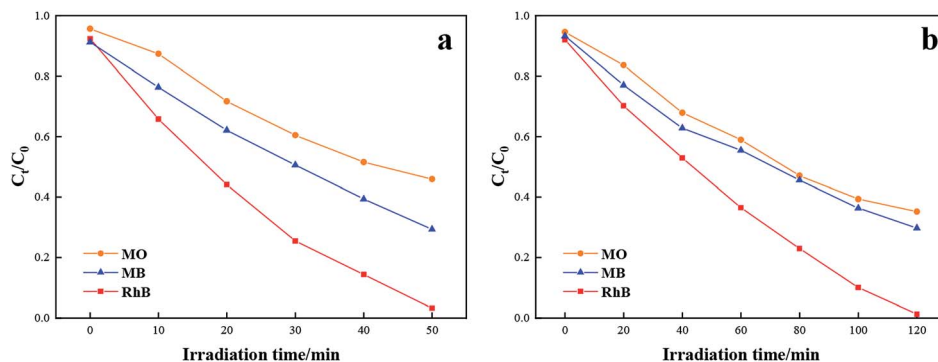 a
1.0
0.8
0.6
0.4
0.2
0.0
Cₜ/C₀
MO
MB
RhB
0 10 20 30 40 50
Irradiation time/min
b
1.0
0.8
0.6
0.4
0.2
0.0
Cₜ/C₀
MO
MB
RhB
0 20 40 60 80 100 120
Irradiation time/min